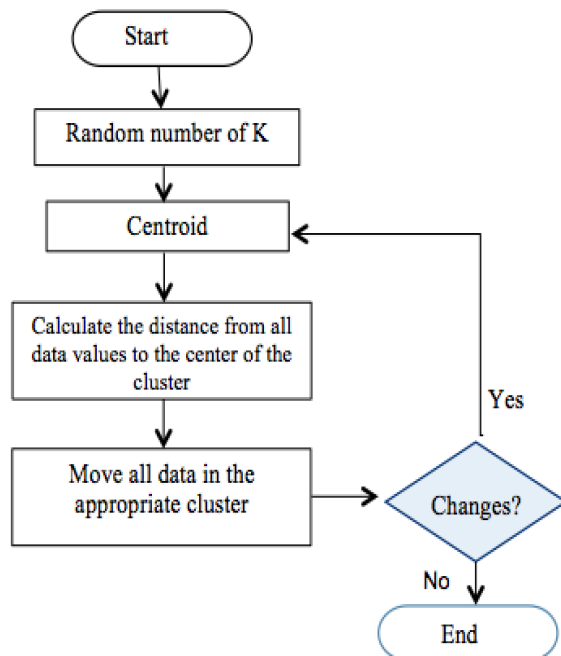 Start
Random number of K
Centroid
Calculate the distance from all
data values to the center of the
cluster
Move all data in the
appropriate cluster
Yes
Changes?
No
End